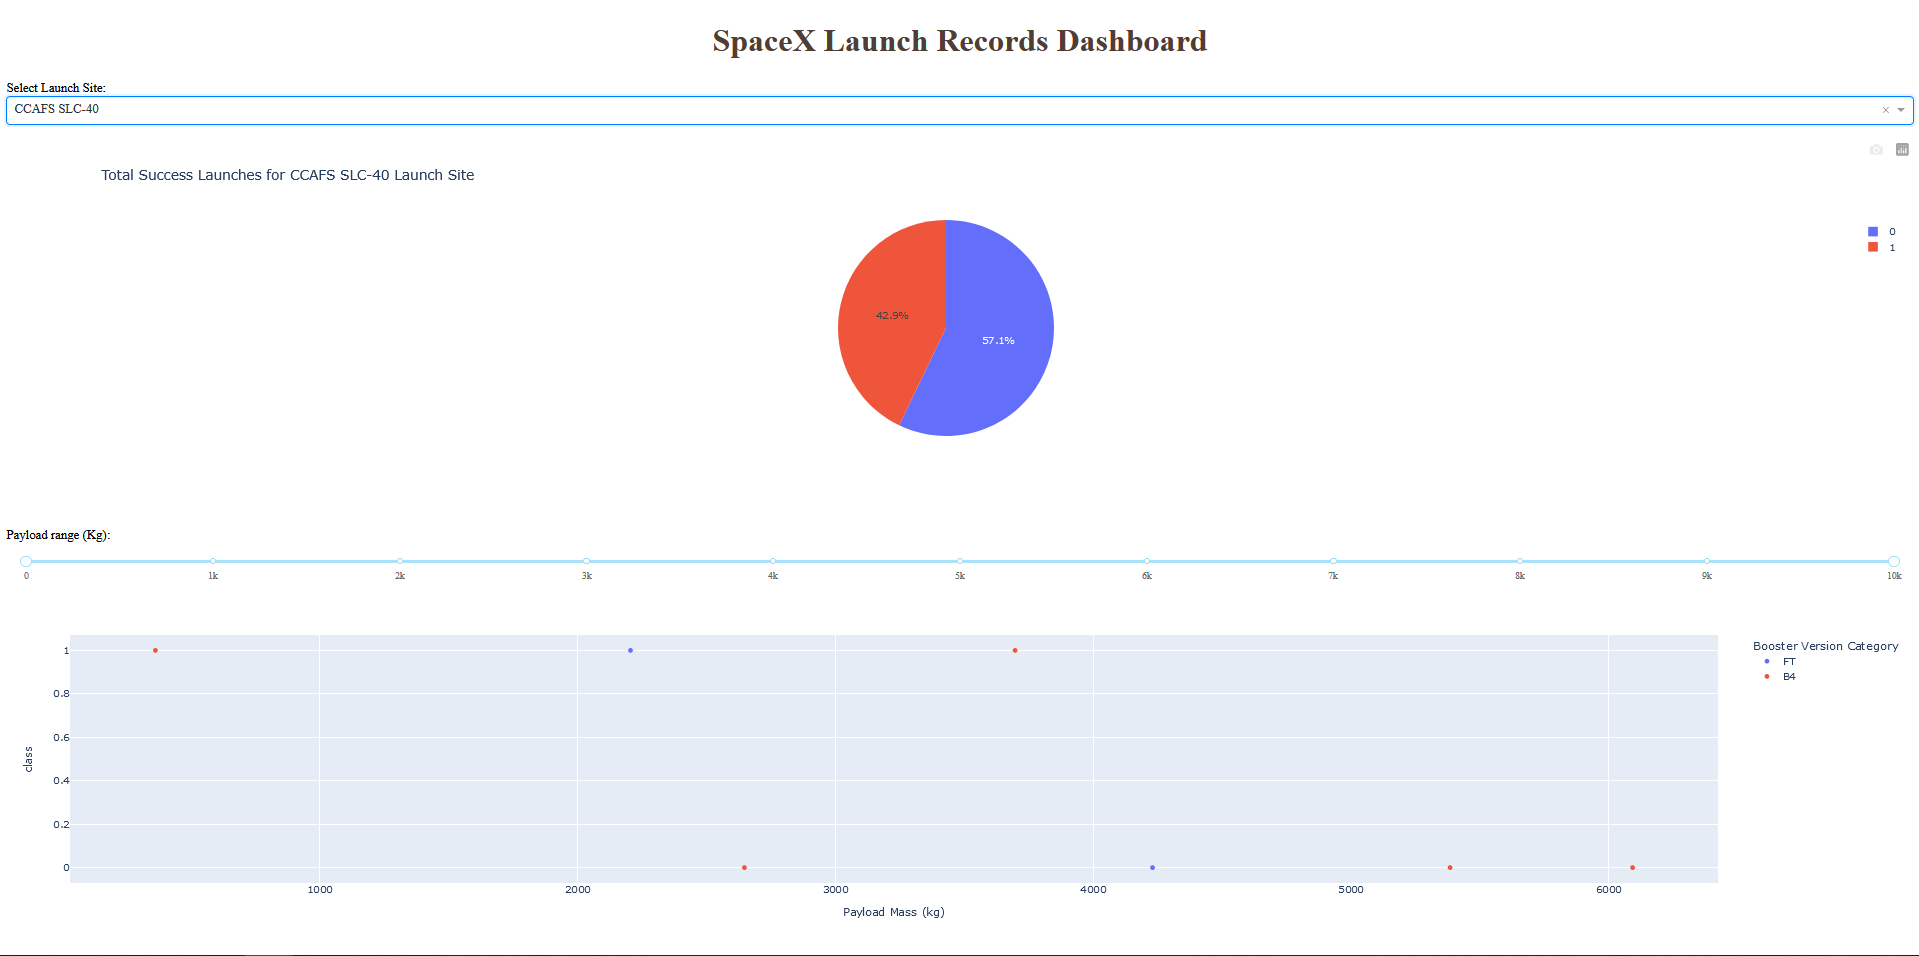 SpaceX Launch Records Dashboard
Select Launch Site:
CCAFS SLC-40
Total Success Launches for CCAFS SLC-40 Launch Site
0
1
42.9%
57.1%
Payload range (Kg):
0 1k 2k 3k 4k 5k 6k 7k 8k 9k 10k
Booster Version Category
FT
B4
1
0.8
0.6
0.4
0.2
0
class
1000 2000 3000 4000 5000 6000
Payload Mass (kg)